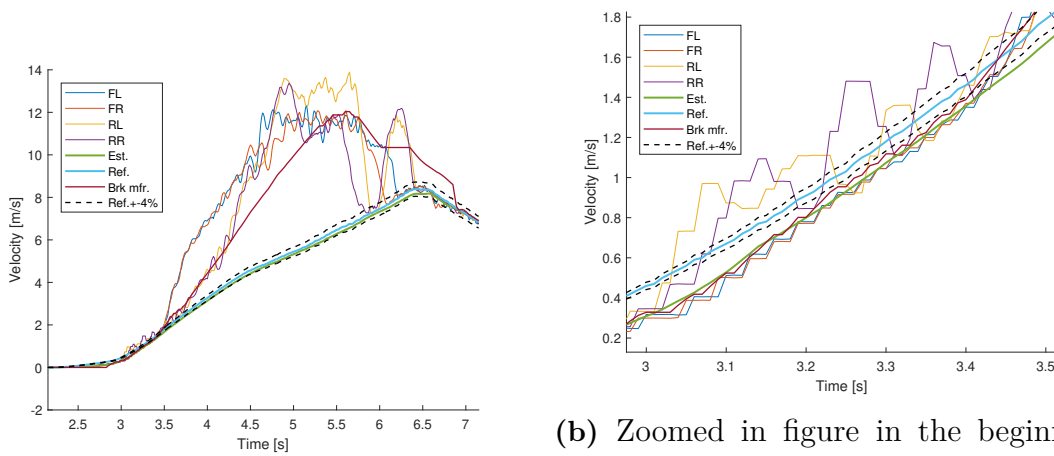 14
12
10
8
6
4
2
0
-2
Velocity [m/s]
FL
FR
RL
RR
Est.
Ref.
Brk mfr.
Ref.+-4%
2.5 3 3.5 4 4.5 5 5.5 6 6.5 7
Time [s]
1.8
1.6
1.4
1.2
1
0.8
0.6
0.4
0.2
Velocity [m/s]
FL
FR
RL
RR
Est.
Ref.
Brk mfr.
Ref.+-4%
3 3.1 3.2 3.3 3.4 3.5
Time [s]
(b) Zoomed in figure in the beginn